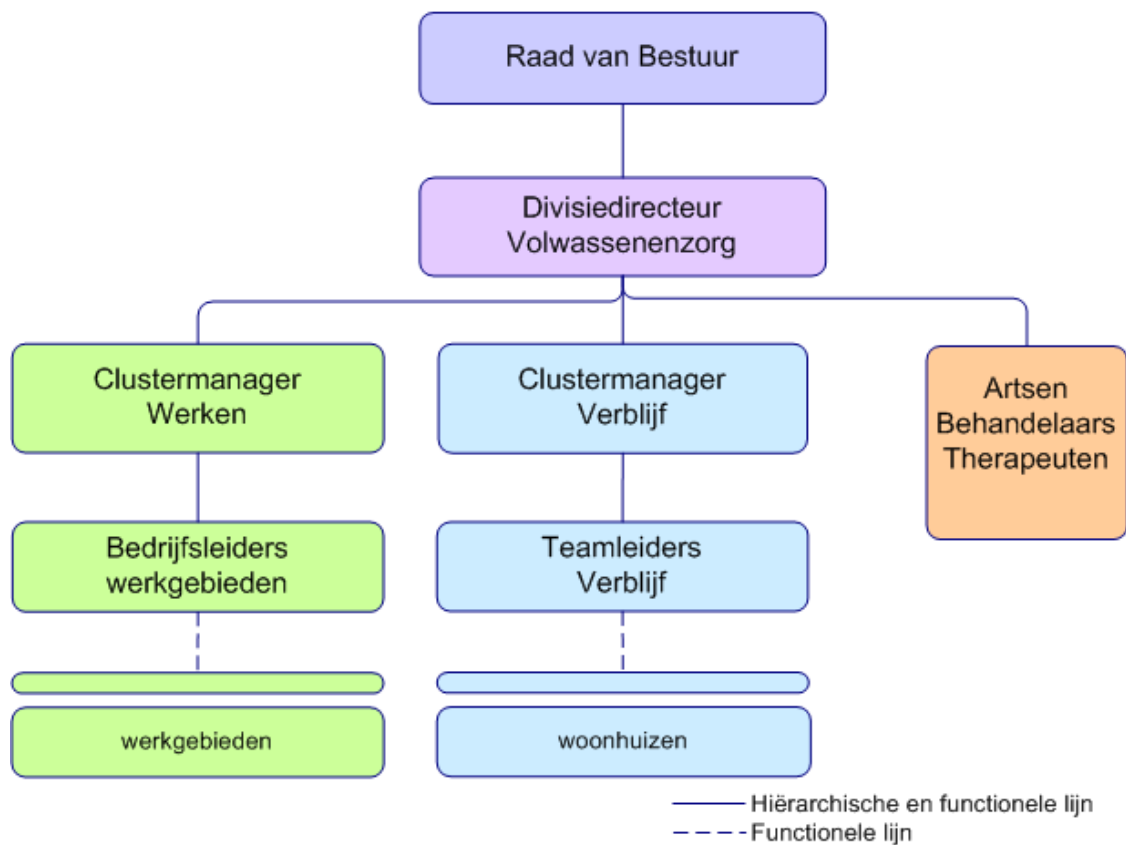 Raad van Bestuur
Divisiedirecteur
Volwassenenzorg
Clustermanager
Werken
Clustermanager
Verblijf
Artsen
Behandelaars
Therapeuten
Bedrijfsleiders
werkgebieden
Teamleiders
Verblijf
werkgebieden
woonhuizen
Hiërarchische en functionele lijn
Functionele lijn